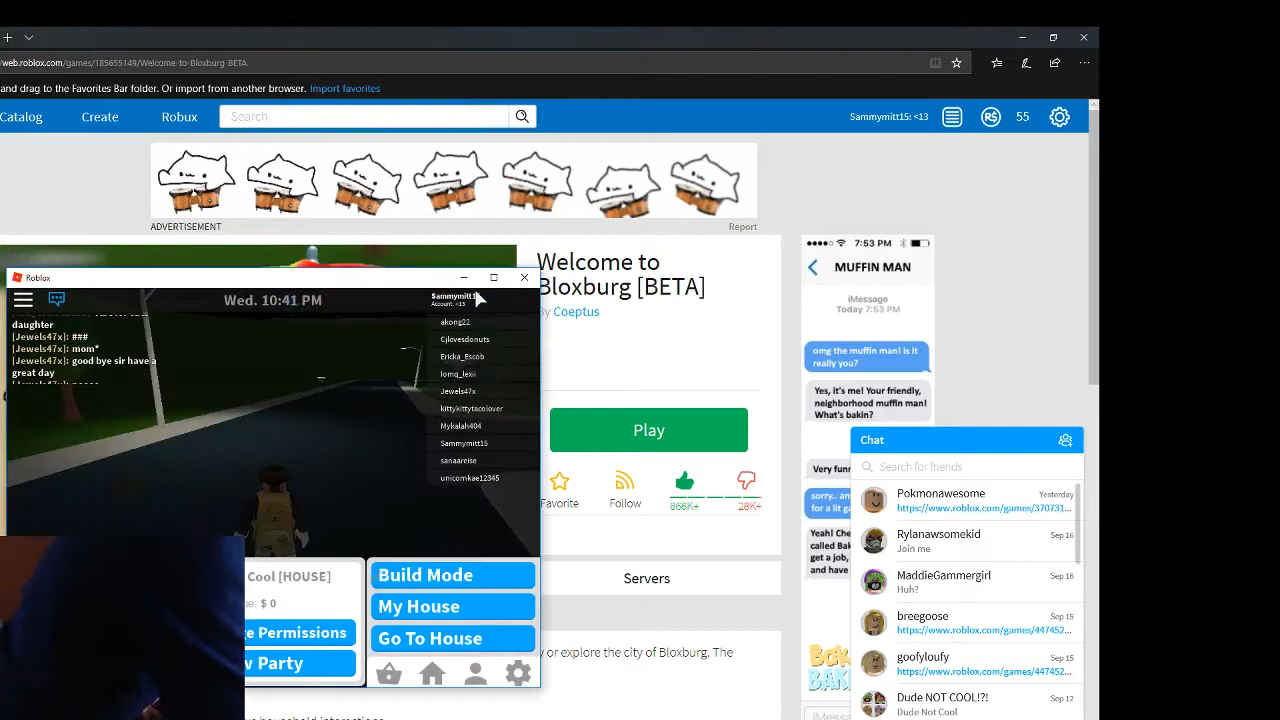 web.roblox.com/games/185655149/Welcome-to-Bloxburg-BETA
and drag to the Favorites Bar folder. Or import from another browser. Import favorites
Catalog Create Robux Search Sammymitt15: <13 55
ADVERTISEMENT Report
Welcome to
Bloxburg [BETA]
By Coeptus
Play
Favorite Follow 866K+ 28K+
Servers
y or explore the city of Bloxburg. The
Roblox
Wed. 10:41 PM
Account: <13
daughter
[Jewels47x]: ###
[Jewels47x]: mom*
[Jewels47x]: good bye sir have a
great day
akong22
Cjlovesdonuts
Ericka_Escob
lomg_lexii
Jewels47x
kittykittytacolover
Mykalah404
Sammymitt15
sanaareise
unicornkae12345
Cool [HOUSE]
ue: $ 0
e Permissions
w Party
Build Mode
My House
Go To House
7:53 PM
MUFFIN MAN
iMessage
Today 7:53 PM
omg the muffin man! is it
really you?
Yes, it's me! Your friendly,
neighborhood muffin man!
What's bakin?
Very funn
sorry.. am
for a lit ga
Yeah! Che
called Bak
get a job,
and have
Chat
Search for friends
Pokmonawesome Yesterday
https://www.roblox.com/games/370731...
Rylanawsomekid Sep 16
Join me
MaddieGammergirl Sep 16
Huh?
breegoose Sep 15
https://www.roblox.com/games/447452...
goofyloufy Sep 15
https://www.roblox.com/games/447452...
Dude NOT COOL!?! Sep 12
Dude Not Cool